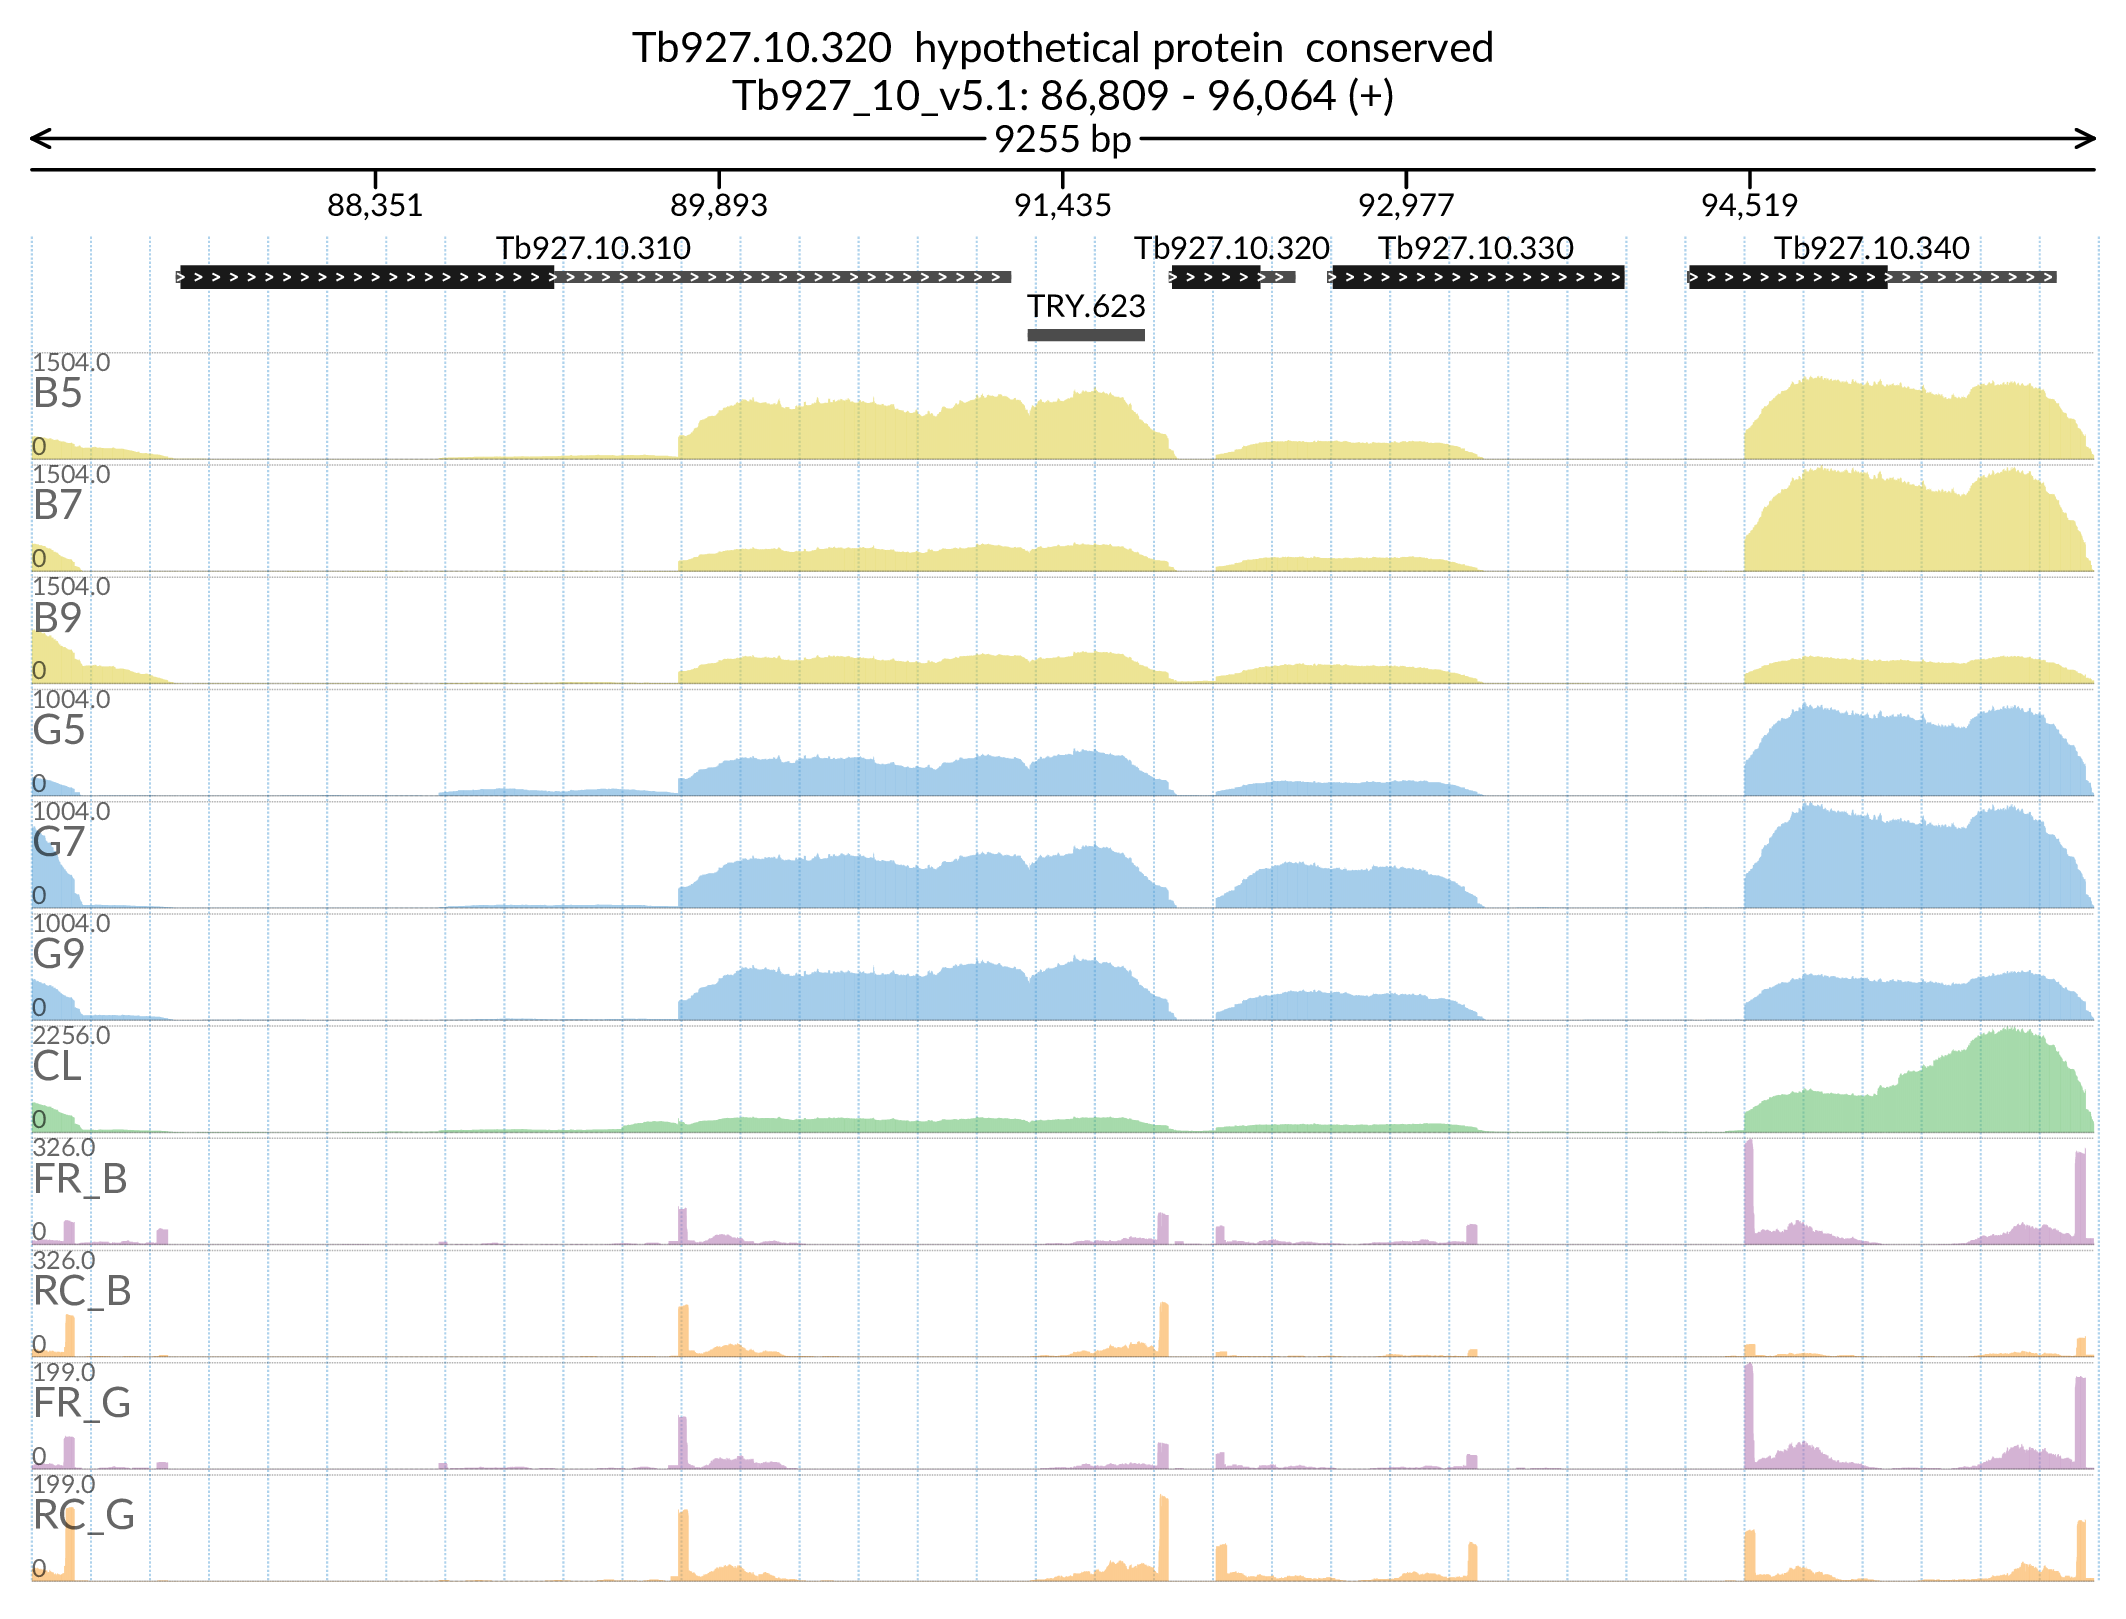 Tb927.10.320  hypothetical protein  conserved
Tb927_10_v5.1: 86,809 - 96,064 (+)
9255 bp
88,351 89,893 91,435 92,977 94,519
Tb927.10.310 Tb927.10.320 Tb927.10.330 Tb927.10.340
TRY.623
1504.0
B5
0
1504.0
B7
0
1504.0
B9
0
1004.0
G5
0
1004.0
G7
0
1004.0
G9
0
2256.0
CL
0
326.0
FR_B
0
326.0
RC_B
0
199.0
FR_G
0
199.0
RC_G
0